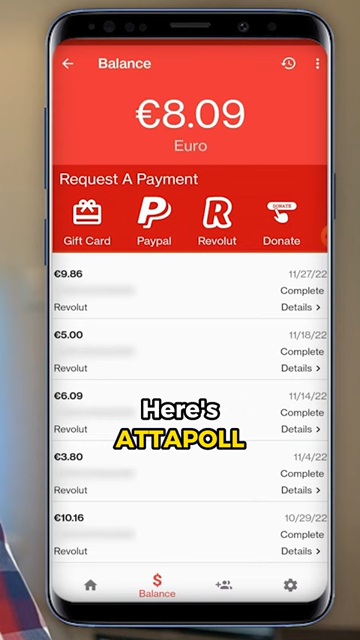 Balance
€8.09
Euro
Request A Payment
DONATE
Gift Card Paypal Revolut Donate
€9.86 11/27/22
Complete
Revolut Details >
€5.00 11/18/22
Complete
Revolut Details >
€6.09 11/14/22
Complete
Revolut Details >
Here's
ATTAPOLL
€3.80 11/4/22
Complete
Revolut Details >
€10.16 10/29/22
Complete
Revolut Details >
Balance